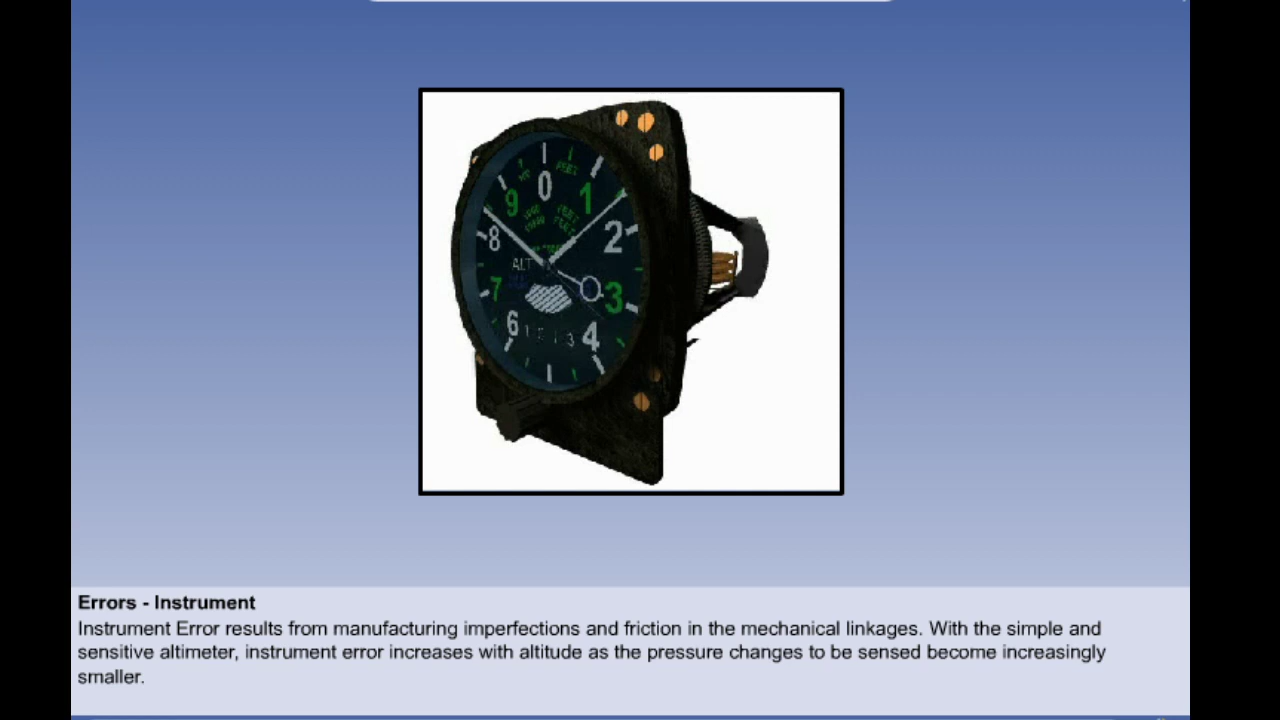 0
9 1
8 2
ALT
7 3
6 4
Errors - Instrument
Instrument Error results from manufacturing imperfections and friction in the mechanical linkages. With the simple and
sensitive altimeter, instrument error increases with altitude as the pressure changes to be sensed become increasingly
smaller.